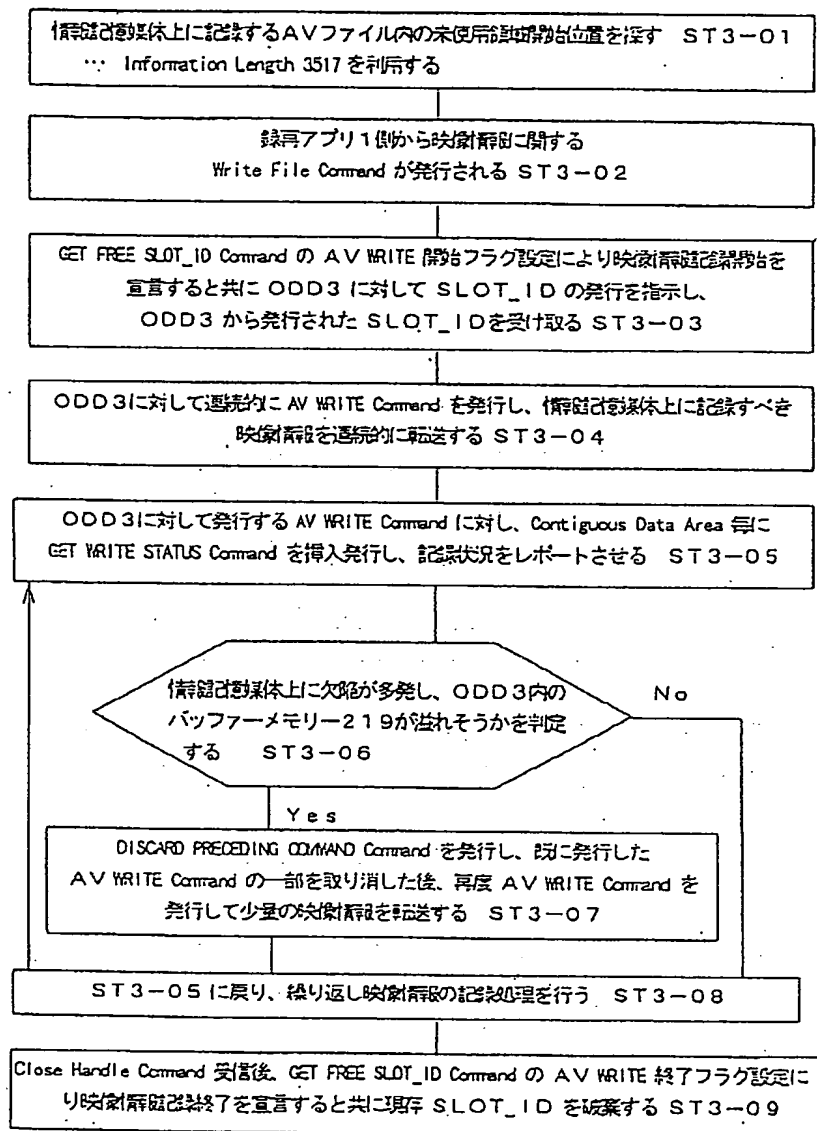 情報記憶媒体上に記録するAVファイル内の未使用領域開始位置を探す ST3-01
… Information Length 3517 を利用する
録再アプリ1側から映像情報に関する
Write File Command が発行される ST3-02
GET FREE SLOT_ID Command の AV WRITE 開始フラグ設定により映像情報記録開始を
宣言すると共に ODD3 に対して SLOT_ID の発行を指示し、
ODD3 から発行された SLOT_IDを受け取る ST3-03
ODD3に対して連続的に AV WRITE Command を発行し、情報記憶媒体上に記録すべき
映像情報を連続的に転送する ST3-04
ODD3に対して発行する AV WRITE Command に対し、Contiguous Data Area 毎に
GET WRITE STATUS Command を挿入発行し、記録状況をレポートさせる ST3-05
情報記憶媒体上に欠陥が多発し、ODD3内の
バッファーメモリー219が溢れそうかを判定
する ST3-06
No
Yes
DISCARD PRECEDING COMMAND Command を発行し、既に発行した
AV WRITE Command の一部を取り消した後、再度 AV WRITE Command を
発行して少量の映像情報を転送する ST3-07
ST3-05に戻り、繰り返し映像情報の記録処理を行う ST3-08
Close Handle Command 受信後、GET FREE SLOT_ID Command の AV WRITE 終了フラグ設定によ
り映像情報記録終了を宣言すると共に現存 SLOT_ID を破棄する ST3-09